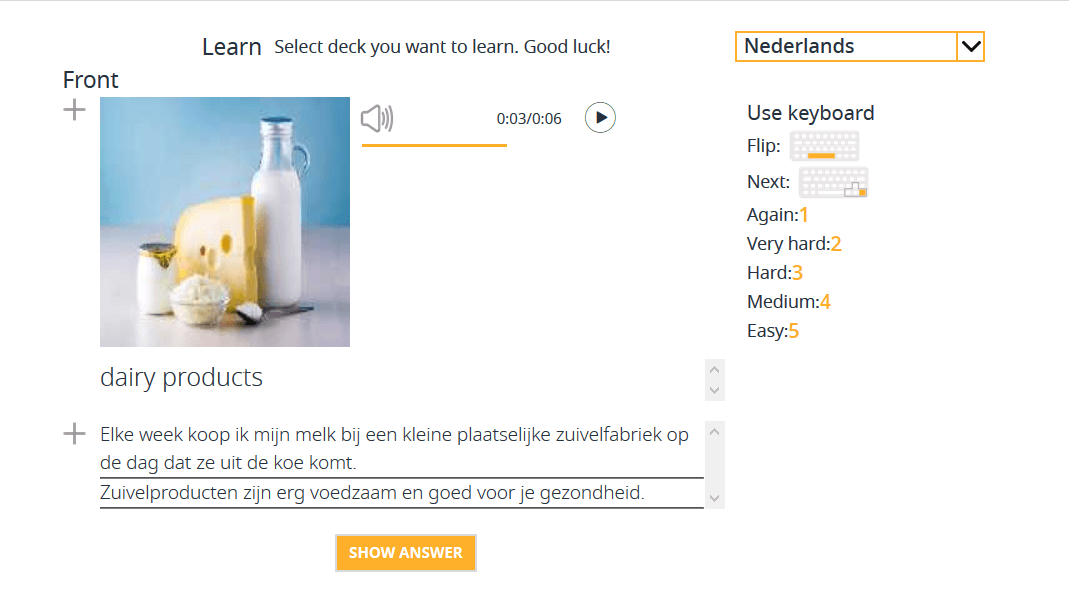 Learn Select deck you want to learn. Good luck!
Nederlands
Front
0:03/0:06
dairy products
Elke week koop ik mijn melk bij een kleine plaatselijke zuivelfabriek op
de dag dat ze uit de koe komt.
Zuivelproducten zijn erg voedzaam en goed voor je gezondheid.
SHOW ANSWER
Use keyboard
Flip:
Next:
Again:1
Very hard:2
Hard:3
Medium:4
Easy:5